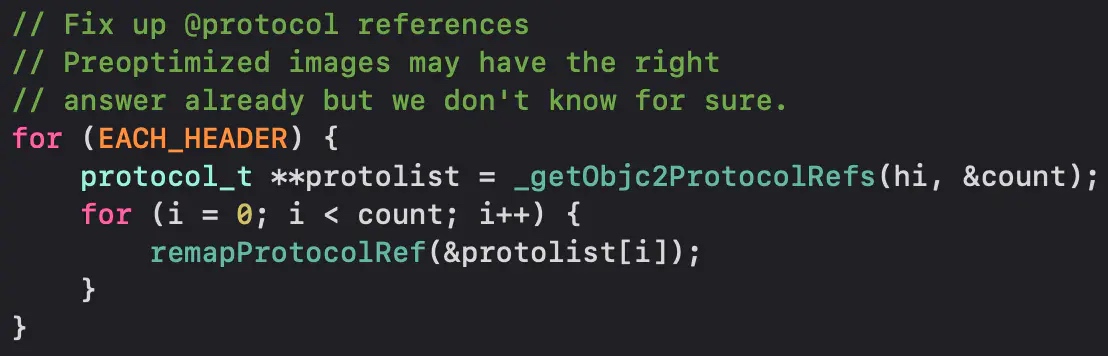 // Fix up @protocol references
// Preoptimized images may have the right
// answer already but we don't know for sure.
for (EACH_HEADER) {
    protocol_t **protolist = _getObjc2ProtocolRefs(hi, &count);
    for (i = 0; i < count; i++) {
        remapProtocolRef(&protolist[i]);
    }
}